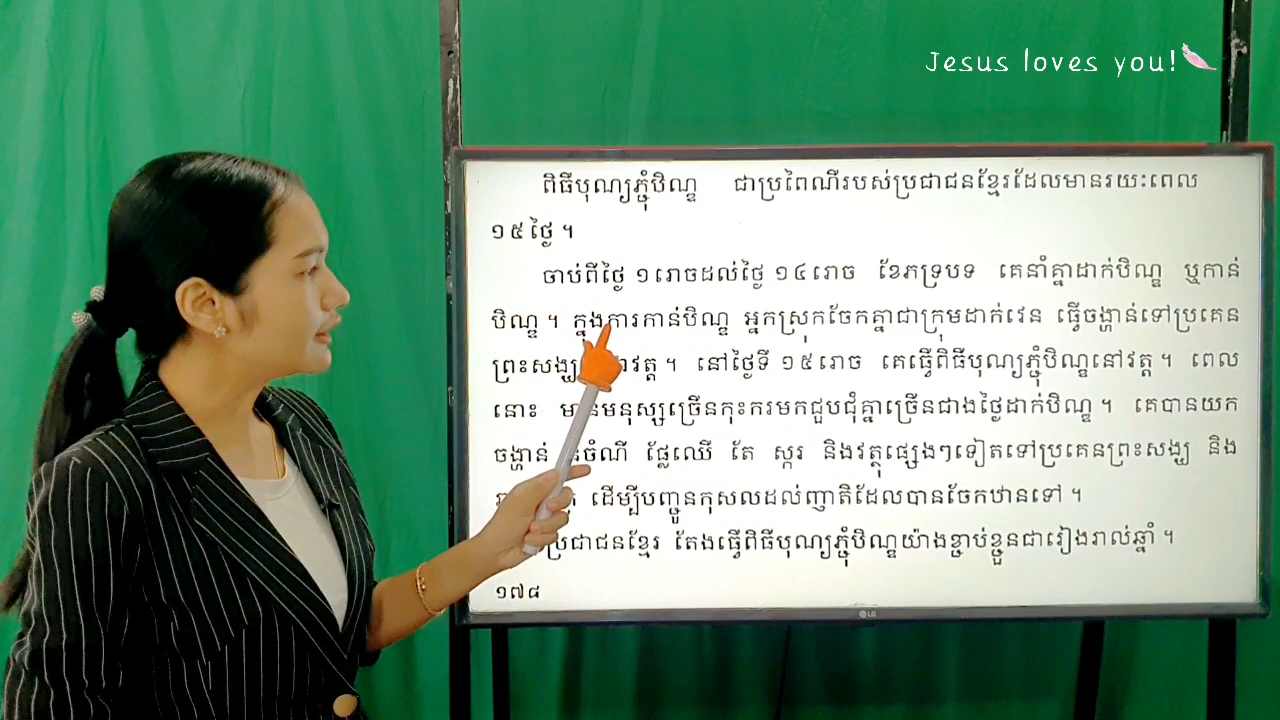 Jesus loves you!
ពិធីបុណ្យភ្ជុំបិណ្ឌ ជាប្រពៃណីរបស់ប្រជាជនខ្មែរដែលមានរយៈពេល
១៥ ថ្ងៃ ។
ចាប់ពីថ្ងៃ ១ រោចដល់ថ្ងៃ ១៤ រោច ខែភទ្របទ គេនាំគ្នាដាក់បិណ្ឌ ឬកាន់
បិណ្ឌ ។ ក្នុងការកាន់បិណ្ឌ អ្នកស្រុកចែកគ្នាជាក្រុមដាក់វេន ធ្វើចង្ហាន់ទៅប្រគេន
ព្រះសង្ឃ វត្ត ។ នៅថ្ងៃទី ១៥ រោច គេធ្វើពិធីបុណ្យភ្ជុំបិណ្ឌនៅវត្ត ។ ពេល
នោះ មានមនុស្សច្រើនកុះករមកជួបជុំគ្នាច្រើនជាងថ្ងៃដាក់បិណ្ឌ ។ គេបានយក
ចង្ហាន់ ចំណី ផ្លែឈើ តែ ស្ករ និងវត្ថុផ្សេងៗទៀតទៅប្រគេនព្រះសង្ឃ និង
ដើម្បីបញ្ជូនកុសលដល់ញាតិដែលបានចែកឋានទៅ ។
ប្រជាជនខ្មែរ តែងធ្វើពិធីបុណ្យភ្ជុំបិណ្ឌយ៉ាងខ្ជាប់ខ្ជួនជារៀងរាល់ឆ្នាំ ។
១៧៨
LG